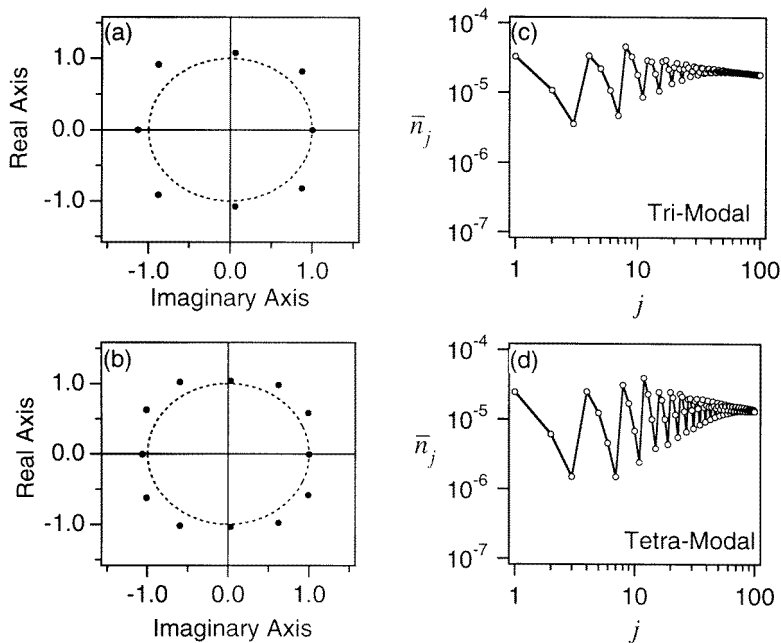 (a)
Real Axis
1.0
0.0
-1.0
-1.0 0.0 1.0
Imaginary Axis
(c)
n̄j
10-4
10-5
10-6
10-7
Tri-Modal
1 10 100
j
(b)
Real Axis
1.0
0.0
-1.0
-1.0 0.0 1.0
Imaginary Axis
(d)
n̄j
10-4
10-5
10-6
10-7
Tetra-Modal
1 10 100
j